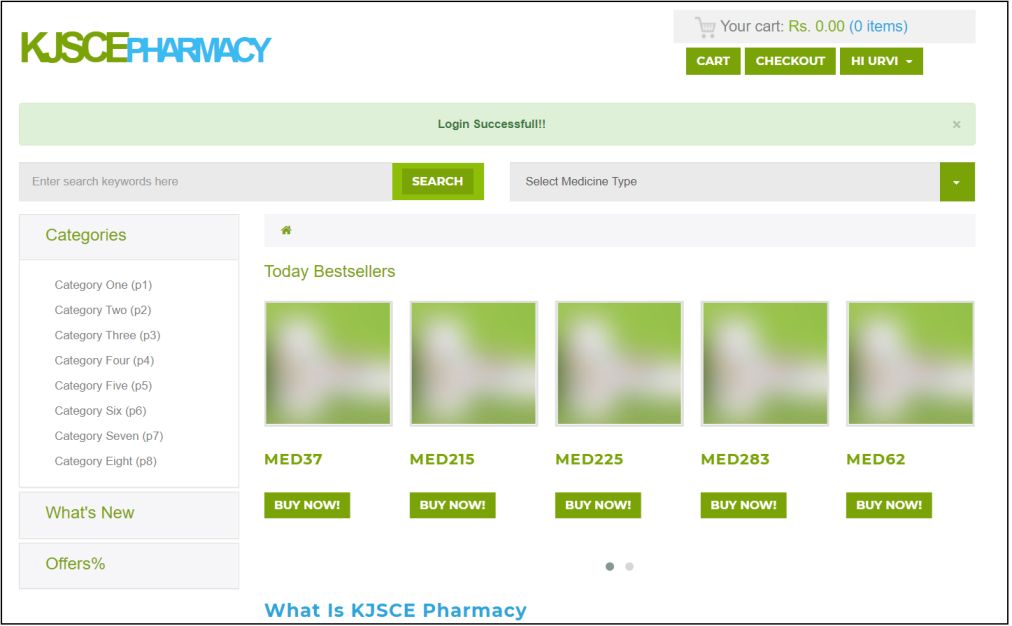 KJSCEPHARMACY
Your cart: Rs. 0.00 (0 items)
CART CHECKOUT HI URVI
Login Successfull!! ×
Enter search keywords here SEARCH Select Medicine Type
Categories
Category One (p1)
Category Two (p2)
Category Three (p3)
Category Four (p4)
Category Five (p5)
Category Six (p6)
Category Seven (p7)
Category Eight (p8)
What's New
Offers%
Today Bestsellers
MED37 MED215 MED225 MED283 MED62
BUY NOW! BUY NOW! BUY NOW! BUY NOW! BUY NOW!
What Is KJSCE Pharmacy